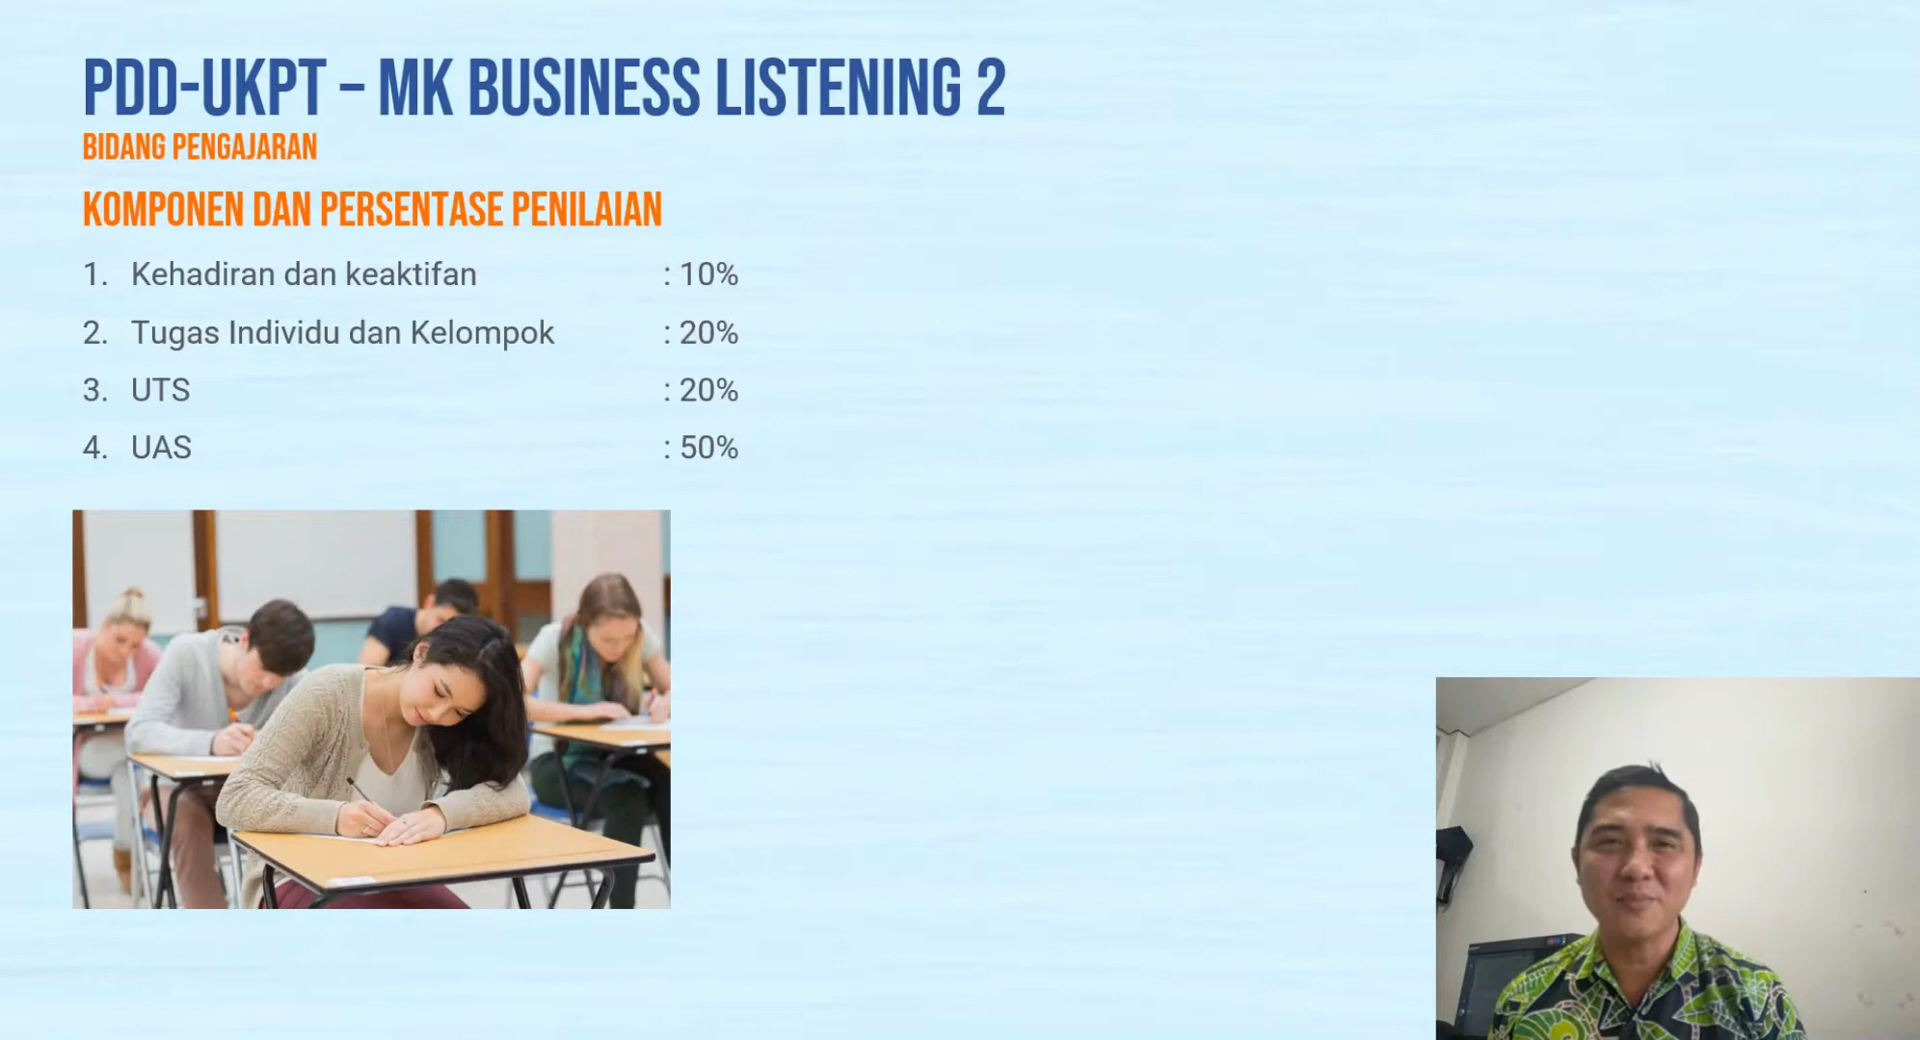 PDD-UKPT – MK BUSINESS LISTENING 2
BIDANG PENGAJARAN
KOMPONEN DAN PERSENTASE PENILAIAN
1. Kehadiran dan keaktifan : 10%
2. Tugas Individu dan Kelompok : 20%
3. UTS : 20%
4. UAS : 50%